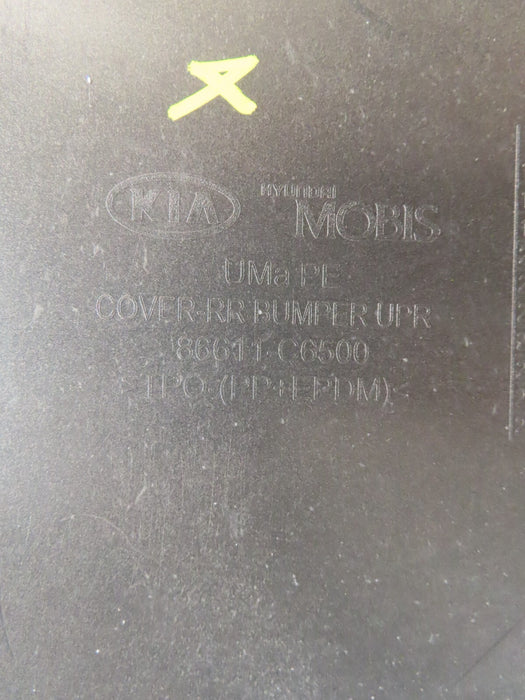 KIA HYUNDAI MOBIS
UMa PE
COVER-RR BUMPER UPR
86611-C6500
TPO (PP+EPDM)